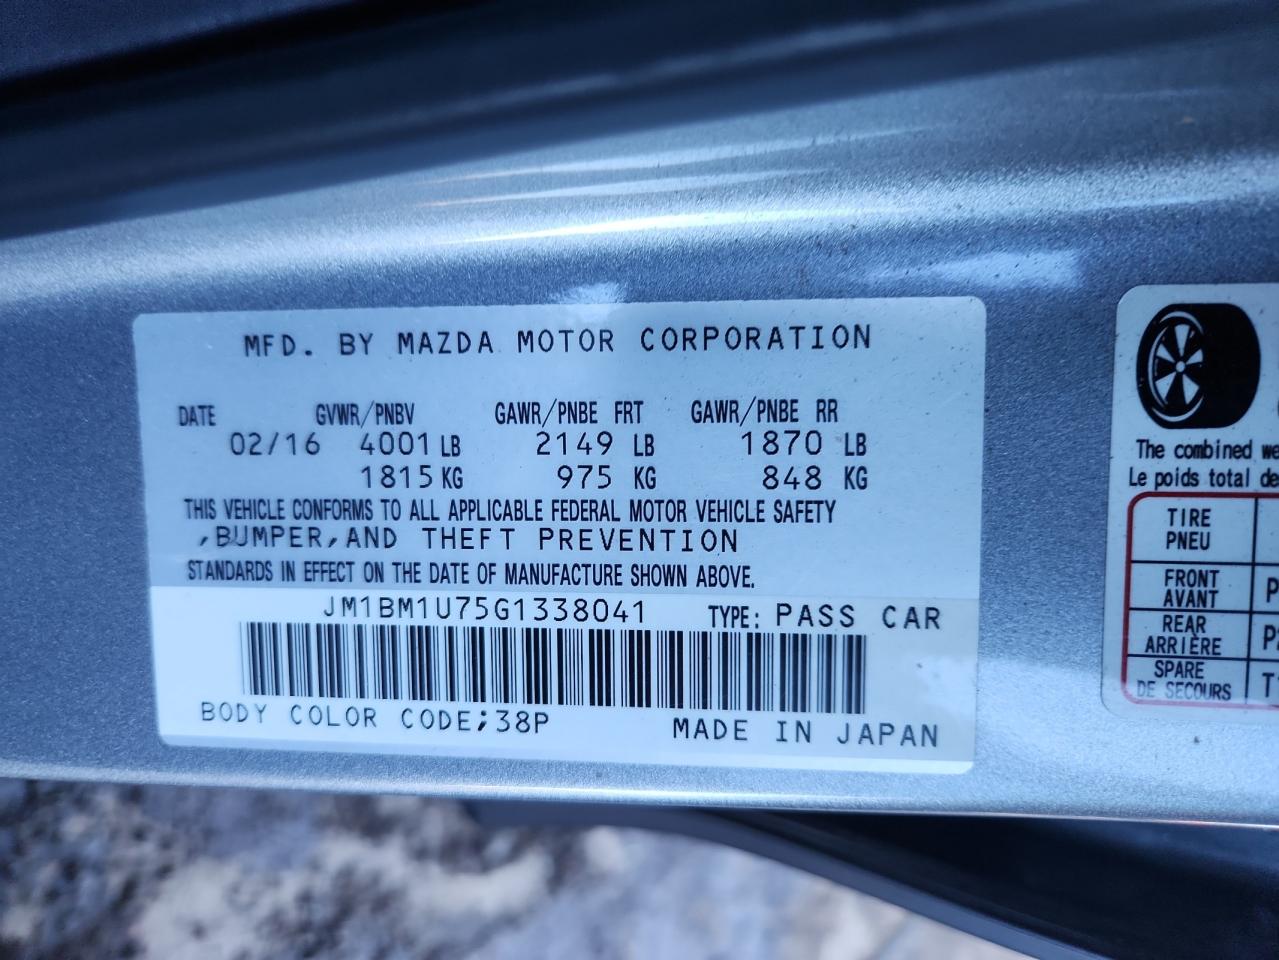 MFD. BY MAZDA MOTOR CORPORATION
DATE GVWR/PNBV GAWR/PNBE FRT GAWR/PNBE RR
02/16 4001 LB 2149 LB 1870 LB
1815 KG 975 KG 848 KG
THIS VEHICLE CONFORMS TO ALL APPLICABLE FEDERAL MOTOR VEHICLE SAFETY
,BUMPER,AND THEFT PREVENTION
STANDARDS IN EFFECT ON THE DATE OF MANUFACTURE SHOWN ABOVE.
JM1BM1U75G1338041 TYPE: PASS CAR
BODY COLOR CODE;38P MADE IN JAPAN
The combined
Le poids total
TIRE
PNEU
FRONT
AVANT
REAR
ARRIÈRE
SPARE
DE SECOURS